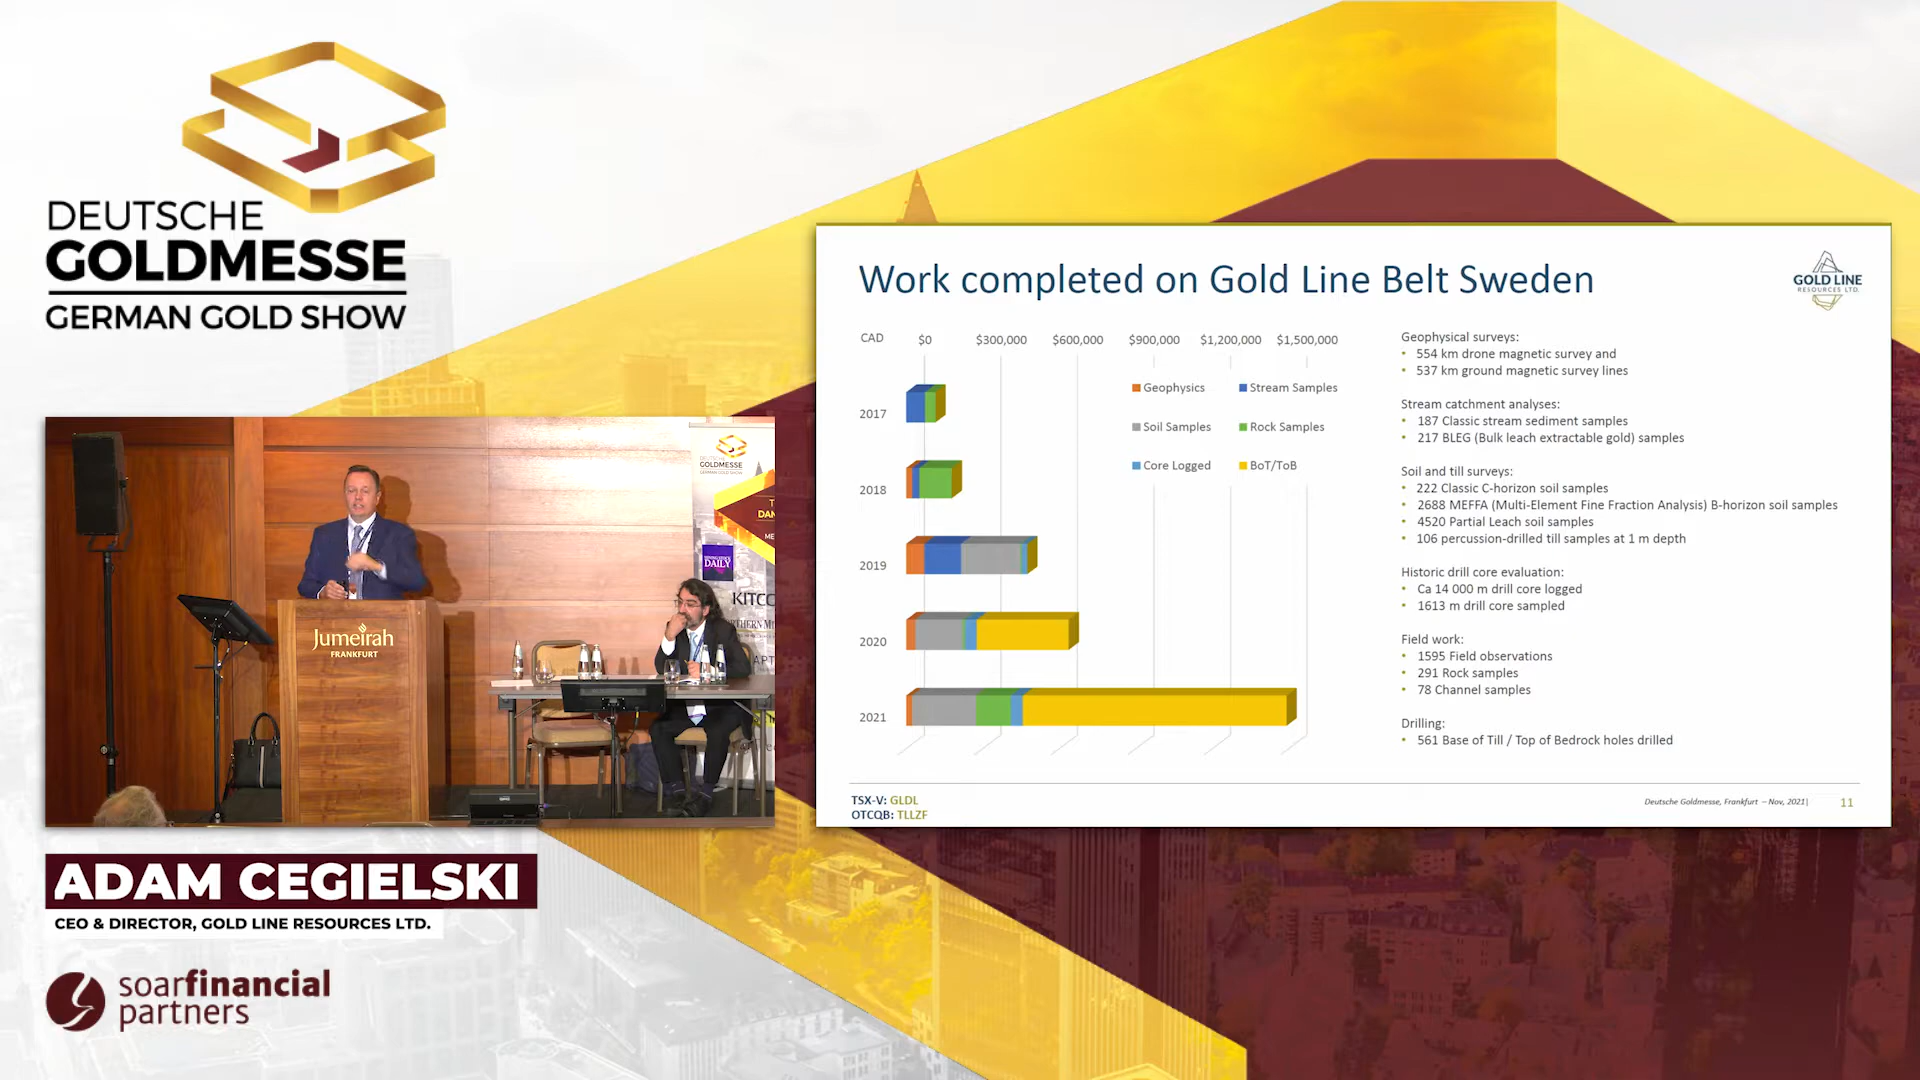 DEUTSCHE
GOLDMESSE
GERMAN GOLD SHOW
DEUTSCHE
GOLDMESSE
GERMAN GOLD SHOW
DAILY
Jumeirah
FRANKFURT
ADAM CEGIELSKI
CEO & DIRECTOR, GOLD LINE RESOURCES LTD.
soarfinancial
partners
Work completed on Gold Line Belt Sweden
GOLD LINE
RESOURCES LTD.
CAD $0 $300,000 $600,000 $900,000 $1,200,000 $1,500,000
Geophysics Stream Samples
Soil Samples Rock Samples
Core Logged BoT/ToB
2017
2018
2019
2020
2021
Geophysical surveys:
• 554 km drone magnetic survey and
• 537 km ground magnetic survey lines
Stream catchment analyses:
• 187 Classic stream sediment samples
• 217 BLEG (Bulk leach extractable gold) samples
Soil and till surveys:
• 222 Classic C-horizon soil samples
• 2688 MEFFA (Multi-Element Fine Fraction Analysis) B-horizon soil samples
• 4520 Partial Leach soil samples
• 106 percussion-drilled till samples at 1 m depth
Historic drill core evaluation:
• Ca 14 000 m drill core logged
• 1613 m drill core sampled
Field work:
• 1595 Field observations
• 291 Rock samples
• 78 Channel samples
Drilling:
• 561 Base of Till / Top of Bedrock holes drilled
TSX-V: GLDL
OTCQB: TLLZF
Deutsche Goldmesse, Frankfurt – Nov, 2021| 11